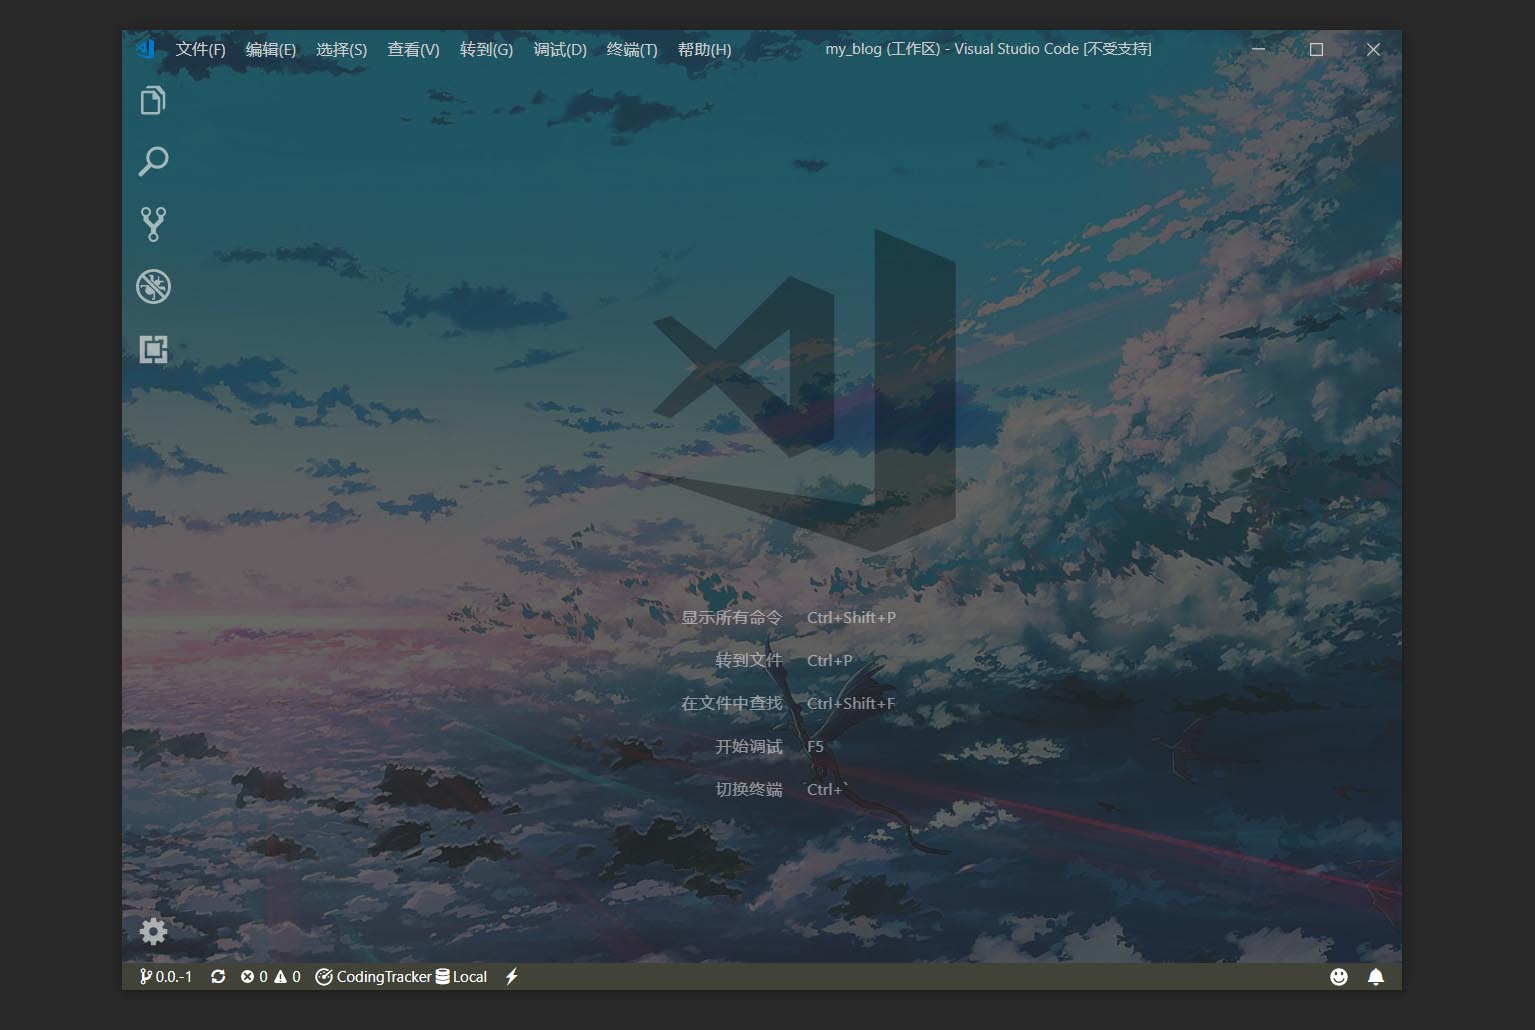 文件(F) 编辑(E) 选择(S) 查看(V) 转到(G) 调试(D) 终端(T) 帮助(H) my_blog (工作区) - Visual Studio Code [不受支持]
显示所有命令 Ctrl+Shift+P
转到文件 Ctrl+P
在文件中查找 Ctrl+Shift+F
开始调试 F5
切换终端 Ctrl+`
0.0.-1 0 0 CodingTracker Local